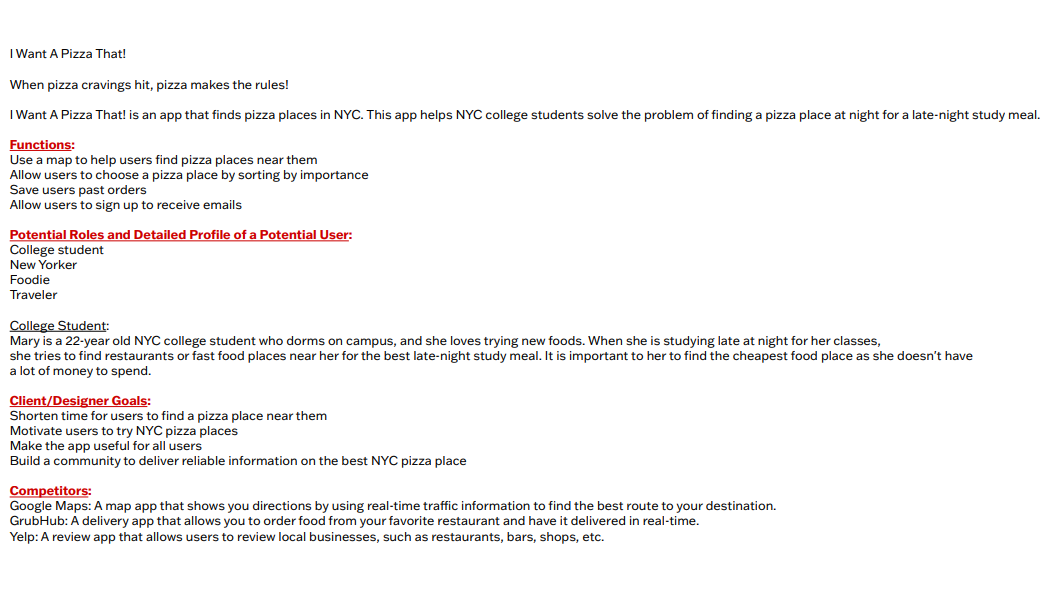 I Want A Pizza That!
When pizza cravings hit, pizza makes the rules!
I Want A Pizza That! is an app that finds pizza places in NYC. This app helps NYC college students solve the problem of finding a pizza place at night for a late-night study meal.
Functions:
Use a map to help users find pizza places near them
Allow users to choose a pizza place by sorting by importance
Save users past orders
Allow users to sign up to receive emails
Potential Roles and Detailed Profile of a Potential User:
College student
New Yorker
Foodie
Traveler
College Student:
Mary is a 22-year old NYC college student who dorms on campus, and she loves trying new foods. When she is studying late at night for her classes,
she tries to find restaurants or fast food places near her for the best late-night study meal. It is important to her to find the cheapest food place as she doesn't have
a lot of money to spend.
Client/Designer Goals:
Shorten time for users to find a pizza place near them
Motivate users to try NYC pizza places
Make the app useful for all users
Build a community to deliver reliable information on the best NYC pizza place
Competitors:
Google Maps: A map app that shows you directions by using real-time traffic information to find the best route to your destination.
GrubHub: A delivery app that allows you to order food from your favorite restaurant and have it delivered in real-time.
Yelp: A review app that allows users to review local businesses, such as restaurants, bars, shops, etc.